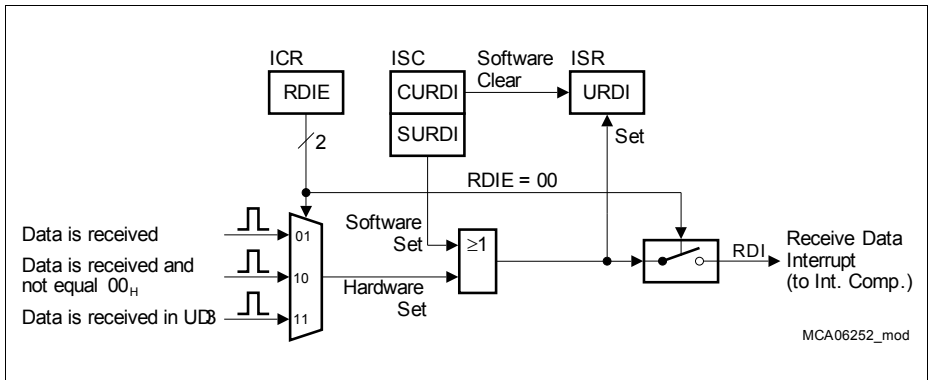 ICR
ISC
Software Clear
ISR
RDIE
CURDI
URDI
SURDI
2
Set
RDIE = 00
Data is received
01
Software Set
≥1
Receive Data Interrupt (to Int. Comp.)
RDI
Data is received and not equal 00H
10
Hardware Set
Data is received in UD3
11
MCA06252_mod